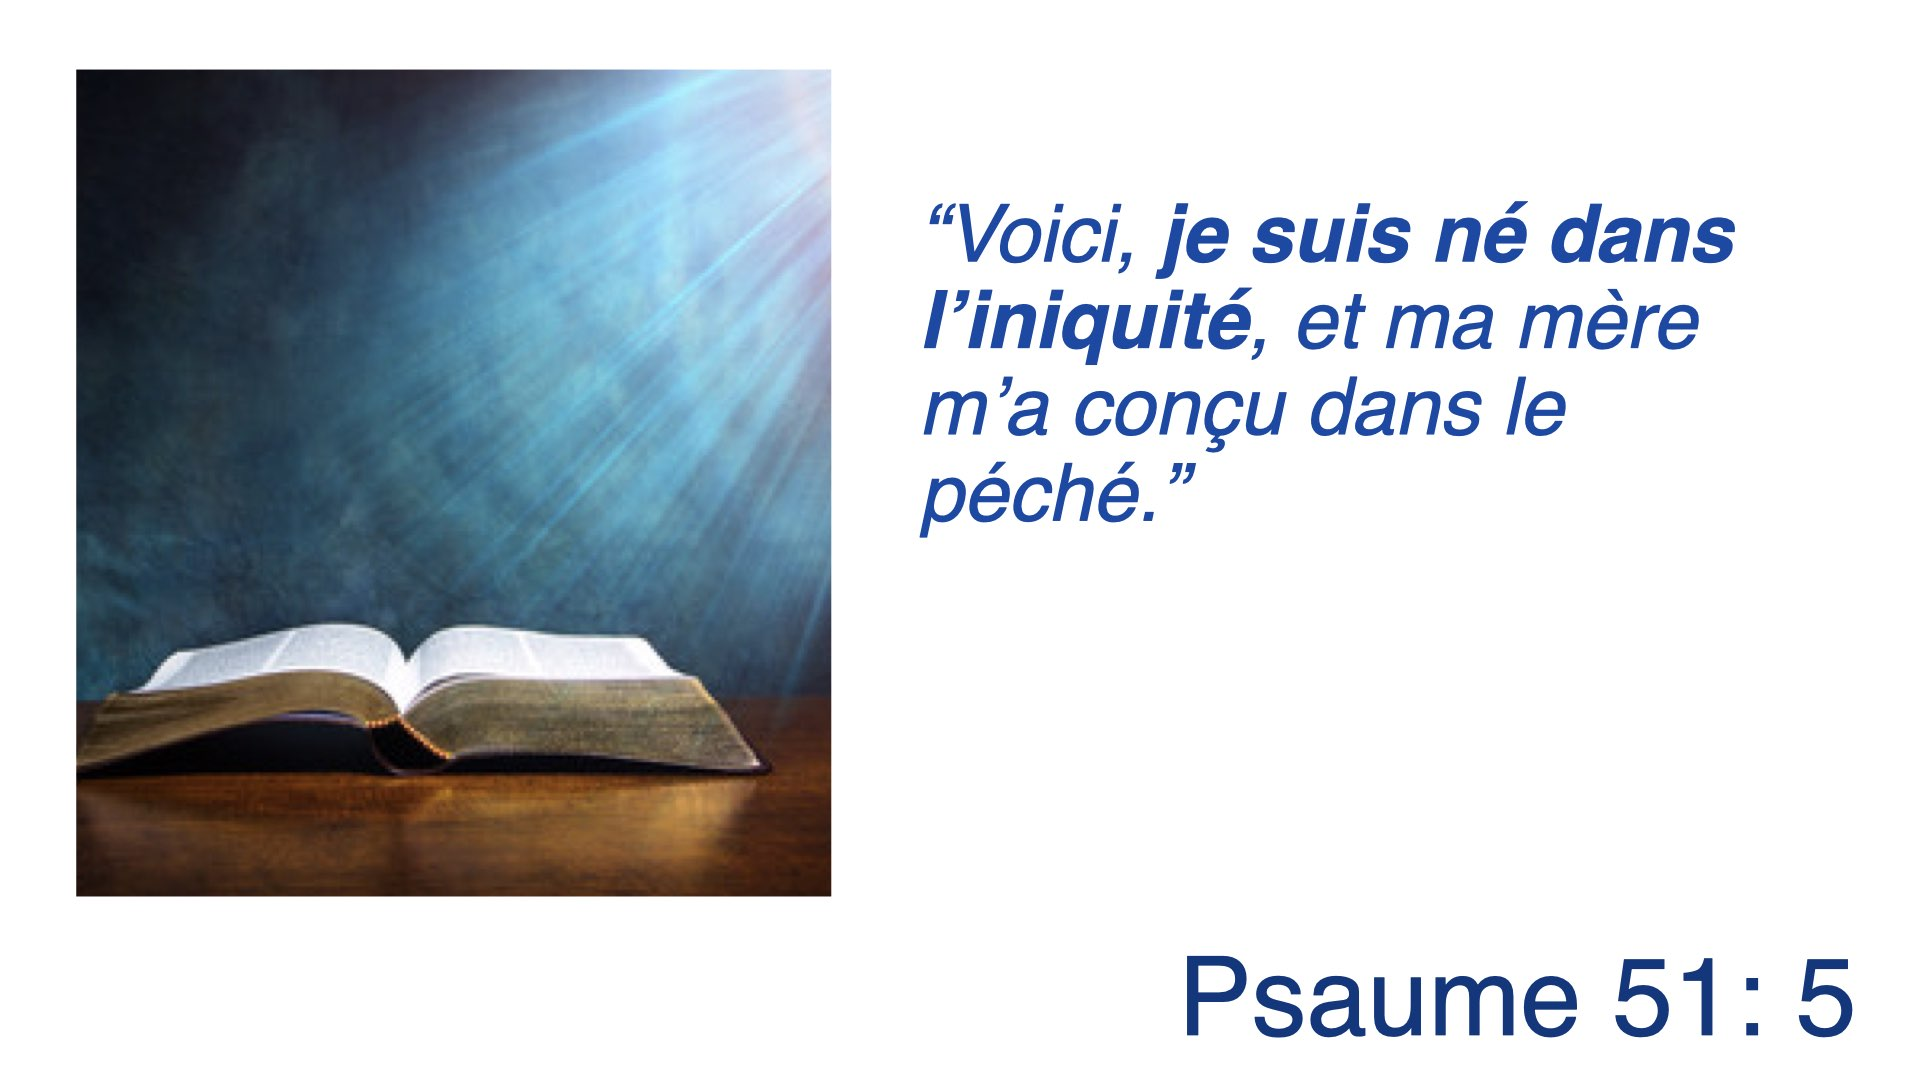 “Voici, je suis né dans
l’iniquité, et ma mère
m’a conçu dans le
péché.”
Psaume 51: 5